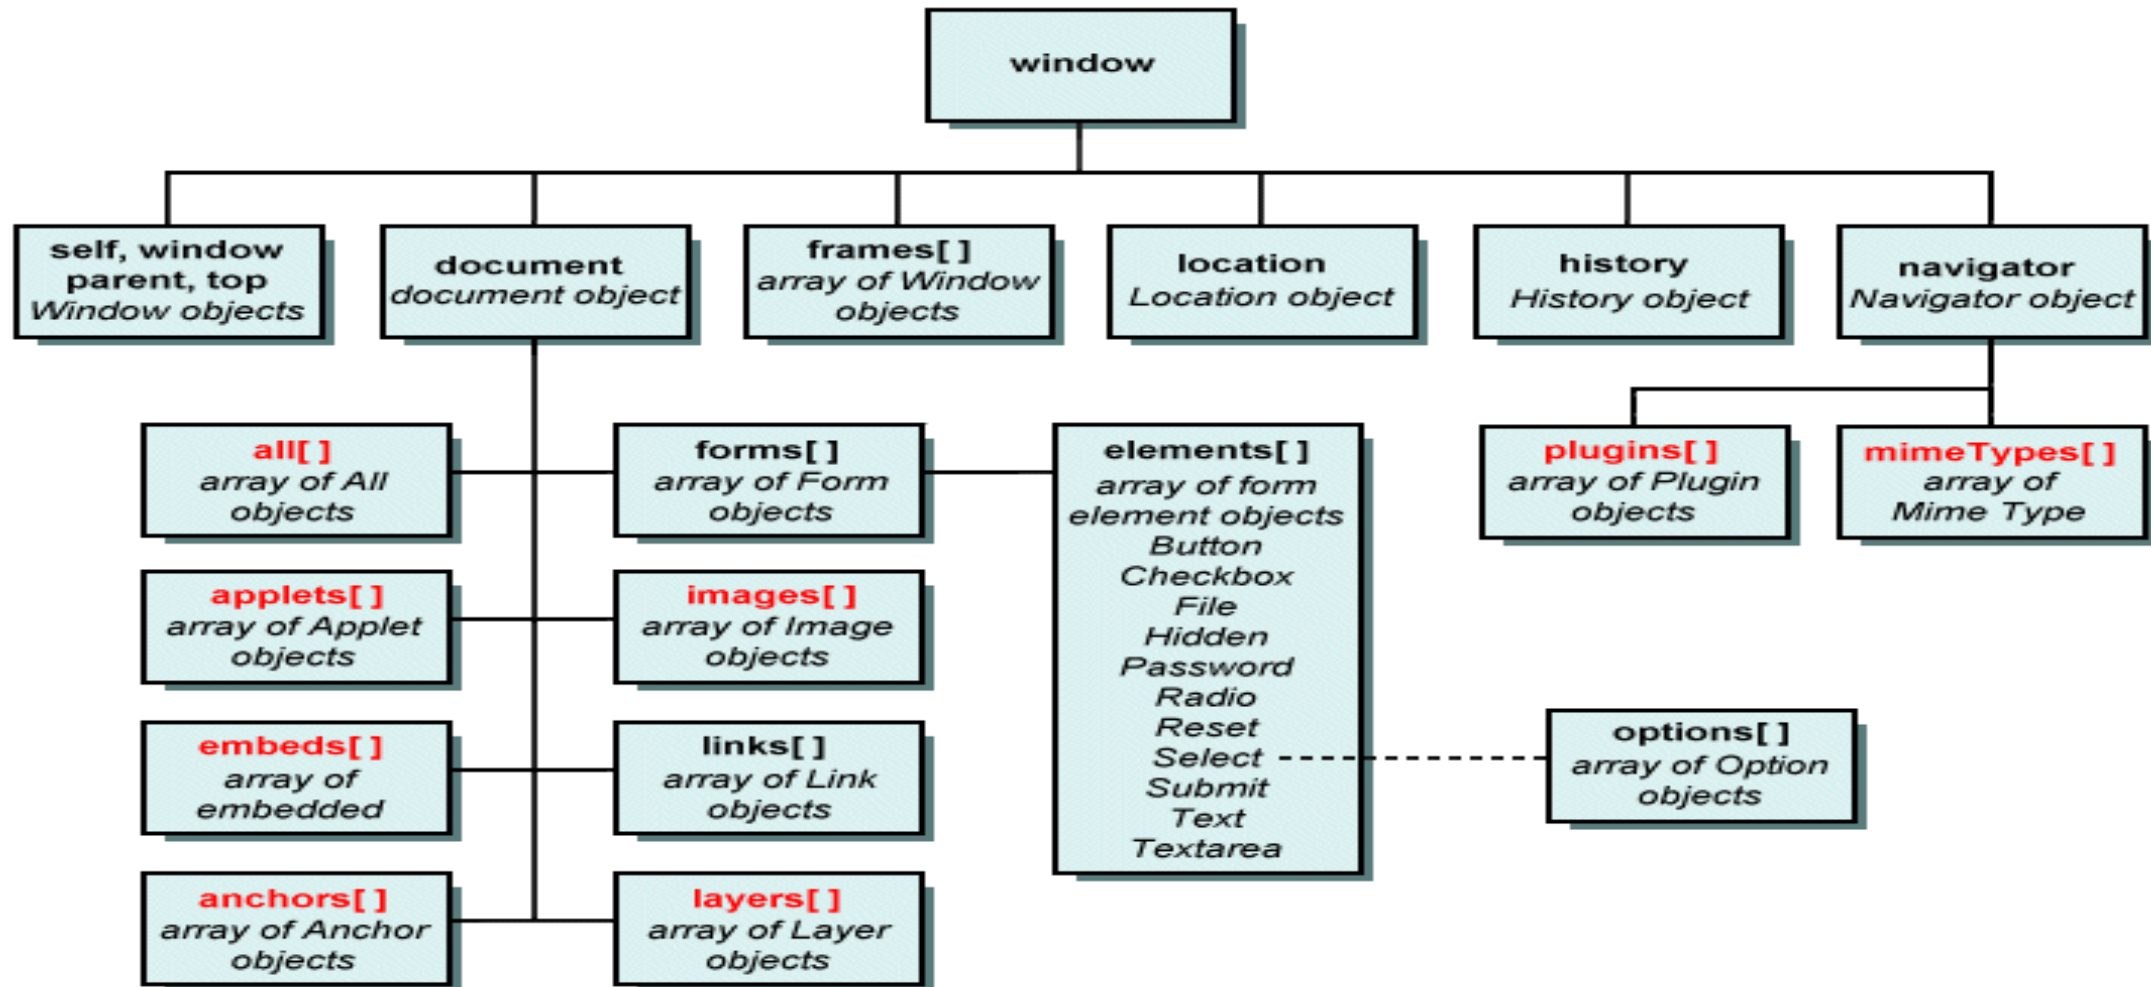 window
self, window
parent, top
Window objects
document
document object
frames[ ]
array of Window
objects
location
Location object
history
History object
navigator
Navigator object
all[ ]
array of All
objects
forms[ ]
array of Form
objects
elements[ ]
array of form
element objects
Button
Checkbox
File
Hidden
Password
Radio
Reset
Select
Submit
Text
Textarea
plugins[ ]
array of Plugin
objects
mimeTypes[ ]
array of
Mime Type
applets[ ]
array of Applet
objects
images[ ]
array of Image
objects
embeds[ ]
array of
embedded
links[ ]
array of Link
objects
options[ ]
array of Option
objects
anchors[ ]
array of Anchor
objects
layers[ ]
array of Layer
objects